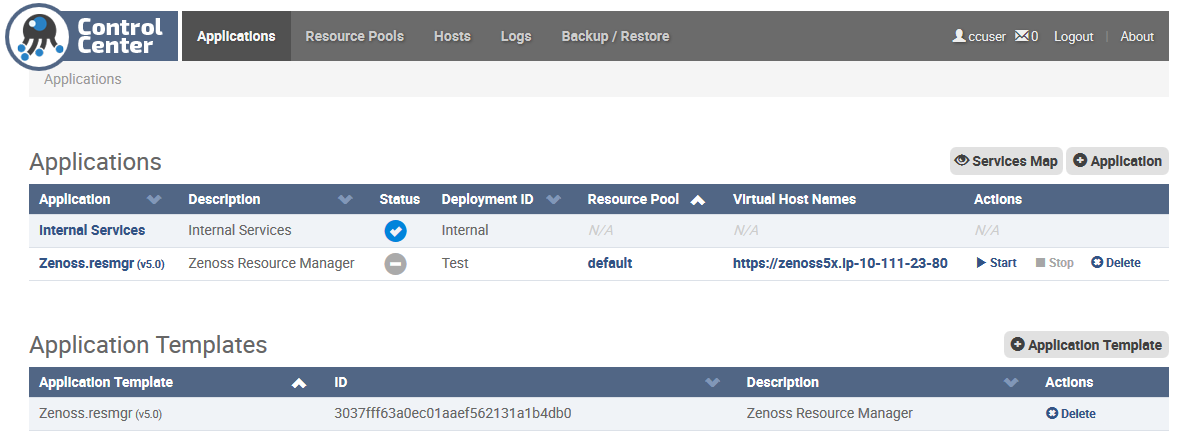 Control Center
Applications Resource Pools Hosts Logs Backup / Restore ccuser 0 Logout | About
Applications
Applications Services Map Application
Application Description Status Deployment ID Resource Pool Virtual Host Names Actions
Internal Services Internal Services Internal N/A N/A N/A
Zenoss.resmgr (v5.0) Zenoss Resource Manager Test default https://zenoss5x.ip-10-111-23-80 Start Stop Delete
Application Templates Application Template
Application Template ID Description Actions
Zenoss.resmgr (v5.0) 3037fff63a0ec01aaef562131a1b4db0 Zenoss Resource Manager Delete